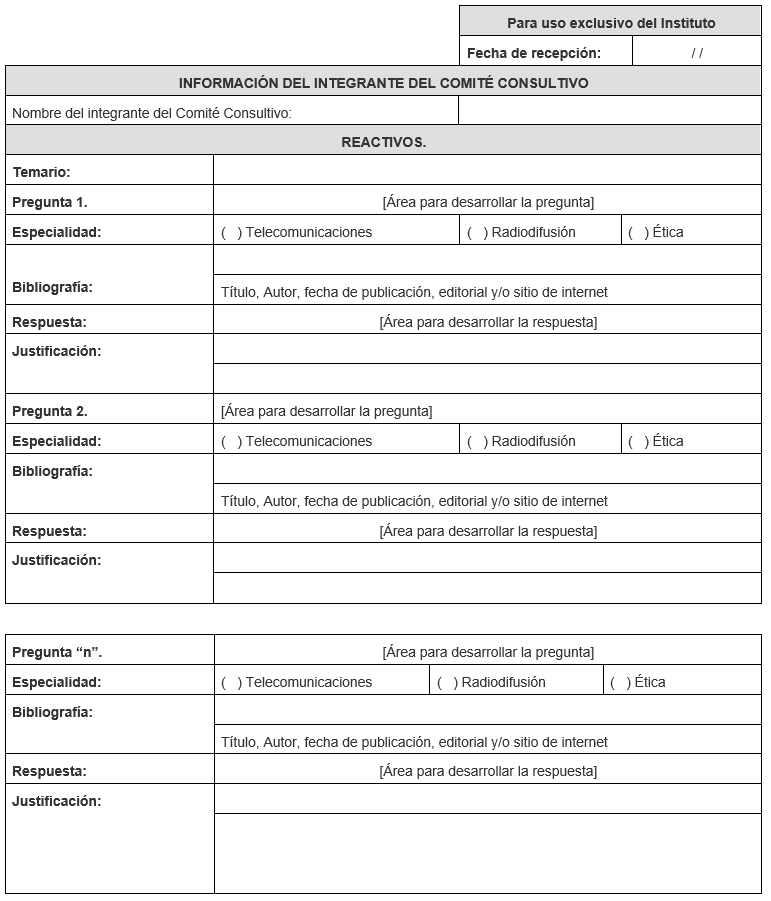 Para uso exclusivo del Instituto
Fecha de recepción: / /
INFORMACIÓN DEL INTEGRANTE DEL COMITÉ CONSULTIVO
Nombre del integrante del Comité Consultivo:
REACTIVOS.
Temario:
Pregunta 1. [Área para desarrollar la pregunta]
Especialidad: ( ) Telecomunicaciones ( ) Radiodifusión ( ) Ética
Bibliografía:
Título, Autor, fecha de publicación, editorial y/o sitio de internet
Respuesta: [Área para desarrollar la respuesta]
Justificación:
Pregunta 2. [Área para desarrollar la pregunta]
Especialidad: ( ) Telecomunicaciones ( ) Radiodifusión ( ) Ética
Bibliografía:
Título, Autor, fecha de publicación, editorial y/o sitio de internet
Respuesta: [Área para desarrollar la respuesta]
Justificación:
Pregunta “n”. [Área para desarrollar la pregunta]
Especialidad: ( ) Telecomunicaciones ( ) Radiodifusión ( ) Ética
Bibliografía:
Título, Autor, fecha de publicación, editorial y/o sitio de internet
Respuesta: [Área para desarrollar la respuesta]
Justificación: